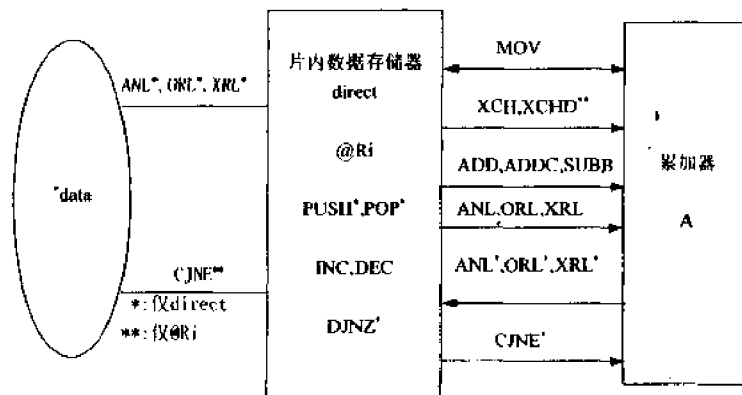 ANL*, ORL*, XRL*
*data
CJNE**
*:仅direct
**:仅@Ri
片内数据存储器
direct
@Ri
PUSH*,POP*
INC,DEC
DJNZ*
MOV
XCH,XCHD**
ADD,ADDC,SUBB
ANL,ORL,XRL
ANL*,ORL*,XRL*
CJNE*
累加器
A